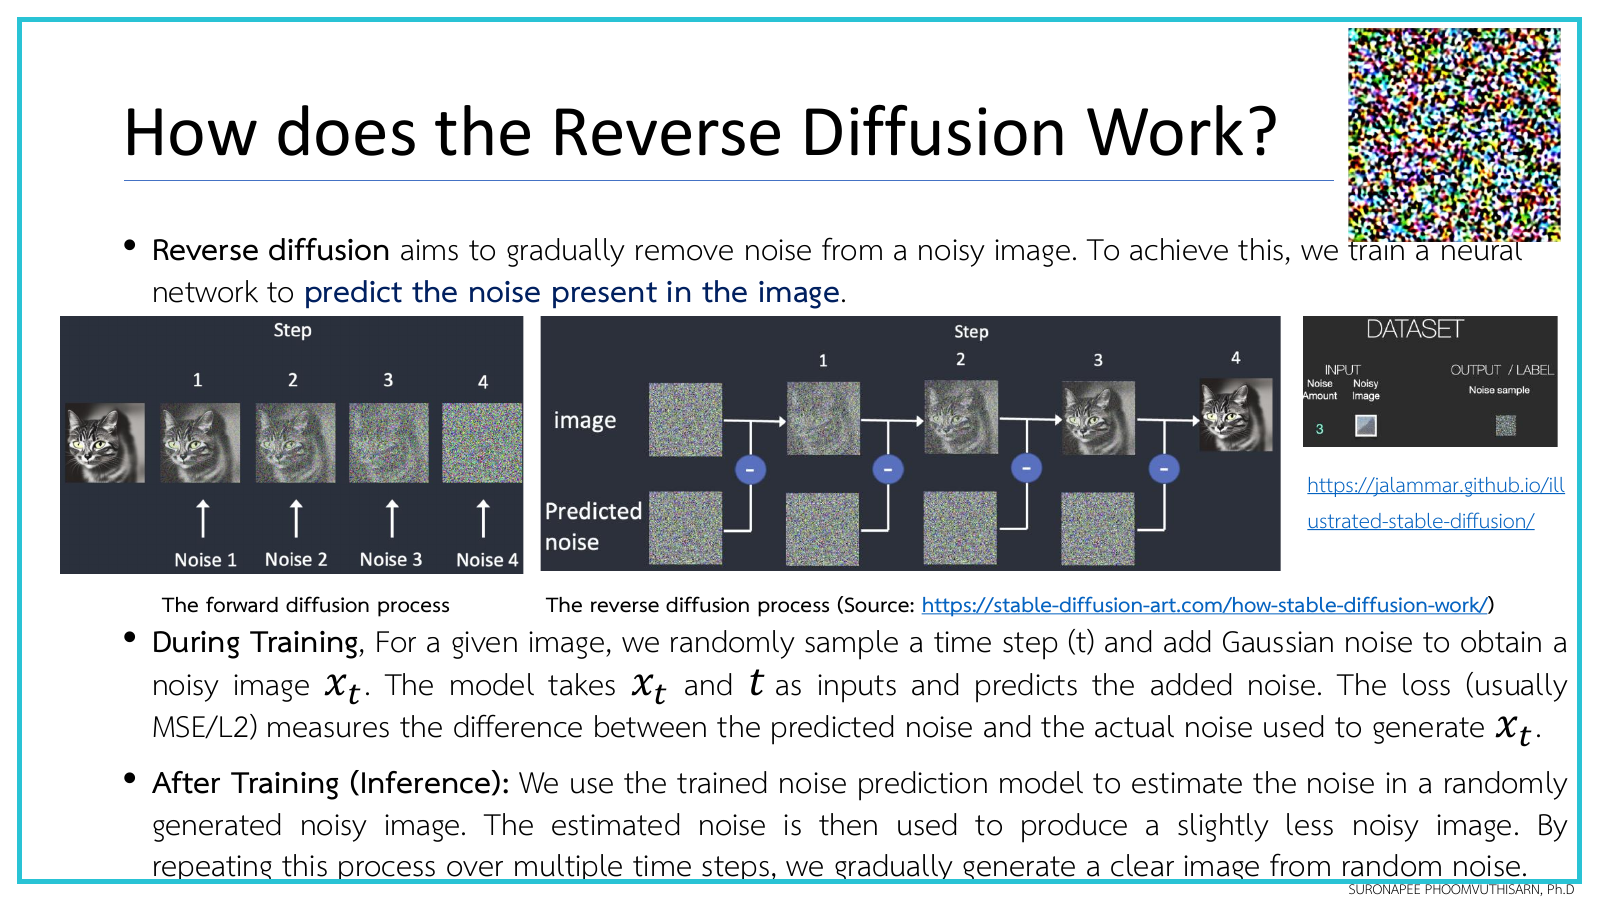 How does the Reverse Diffusion Work?
• Reverse diffusion aims to gradually remove noise from a noisy image. To achieve this, we train a neural
network to predict the noise present in the image.
Step
1 2 3 4
Noise 1 Noise 2 Noise 3 Noise 4
Step
1 2 3 4
image
- - - -
Predicted
noise
DATASET
INPUT OUTPUT / LABEL
Noise Amount Noisy Image Noise sample
3
https://jalammar.github.io/ill
ustrated-stable-diffusion/
The forward diffusion process
The reverse diffusion process (Source: https://stable-diffusion-art.com/how-stable-diffusion-work/)
• During Training, For a given image, we randomly sample a time step (t) and add Gaussian noise to obtain a
noisy image xₜ. The model takes xₜ and t as inputs and predicts the added noise. The loss (usually
MSE/L2) measures the difference between the predicted noise and the actual noise used to generate xₜ.
• After Training (Inference): We use the trained noise prediction model to estimate the noise in a randomly
generated noisy image. The estimated noise is then used to produce a slightly less noisy image. By
repeating this process over multiple time steps, we gradually generate a clear image from random noise.
SURONAPEE PHOOMVUTHISARN, Ph.D